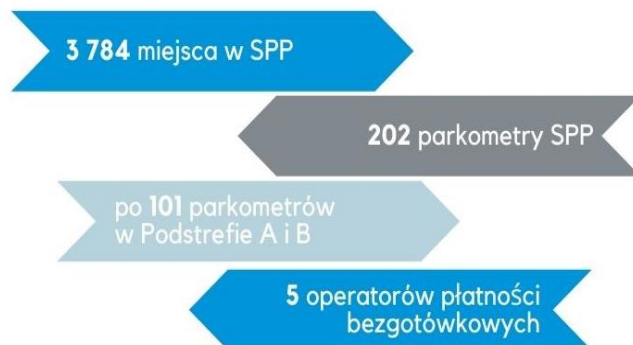 3 784 miejsca w SPP
202 parkometry SPP
po 101 parkometrów
w Podstrefie A i B
5 operatorów płatności
bezgotówkowych